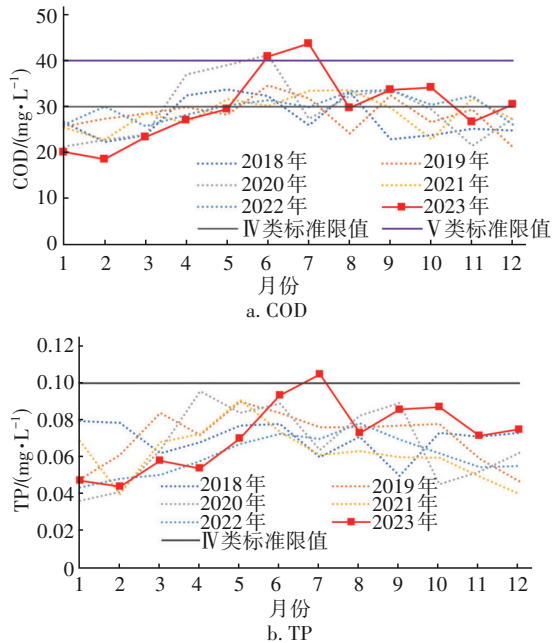 50
40
30
20
10
0
COD/(mg·L⁻¹)
2018年 2019年
2020年 2021年
2022年 2023年
Ⅳ类标准限值 Ⅴ类标准限值
1 2 3 4 5 6 7 8 9 10 11 12
月份
a. COD
0.12
0.10
0.08
0.06
0.04
0.02
0
TP/(mg·L⁻¹)
2018年 2019年
2020年 2021年
2022年 2023年
Ⅳ类标准限值
1 2 3 4 5 6 7 8 9 10 11 12
月份
b. TP